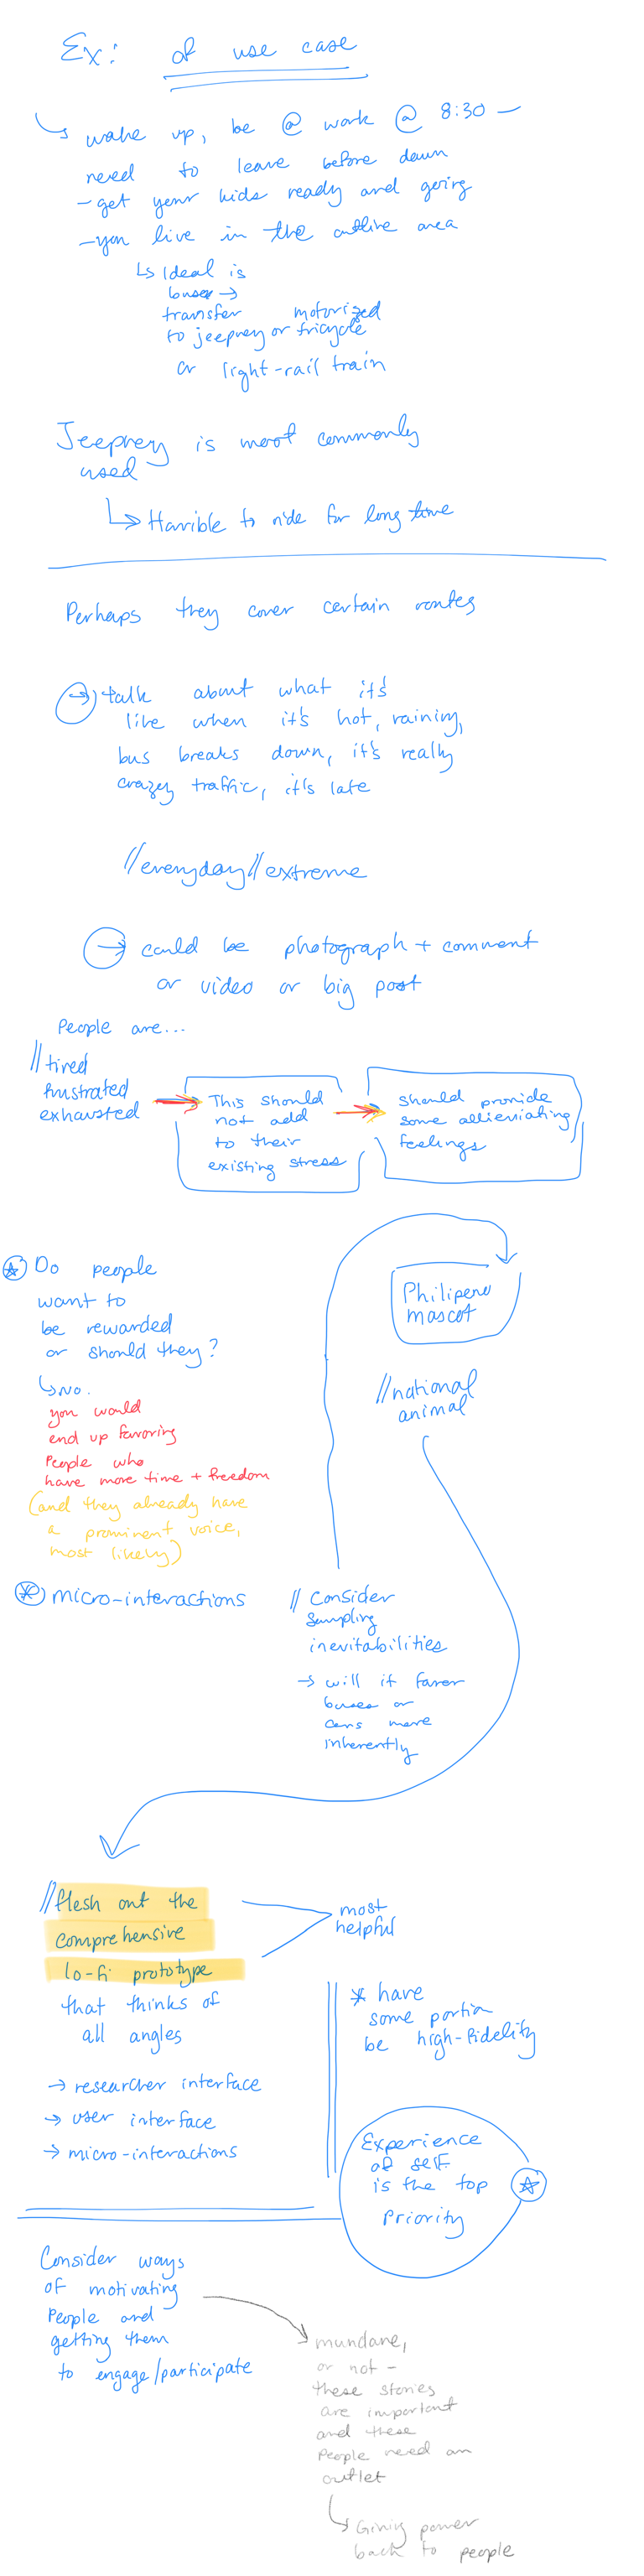 Ex: of use case
↳ wake up, be @ work @ 8:30 –
need to leave before dawn
- get your kids ready and going
- you live in the outlive area
↳ Ideal is
buses →
transfer motorized
to jeepney or tricycle
or light-rail train
Jeepney is most commonly
used
↳ Horrible to ride for long time
Perhaps they cover certain routes
→ talk about what it's
like when it's hot, raining,
bus breaks down, it's really
crazy traffic, it's late
//everyday//extreme
→ could be photograph + comment
or video or big post
People are...
//tired
frustrated
exhausted
This should
not add
to their
existing stress
should provide
some allieviating
feelings
Do people
want to
be rewarded
or should they?
↳ No.
you would
end up favoring
people who
have more time + freedom
(and they already have
a prominent voice,
most likely)
Philipeno
mascot
//national
animal
micro-interactions
// Consider
sampling
inevitabilities
→ will it favor
buses or
cars more
inherently
//flesh out the
comprehensive
lo-fi prototype
that thinks of
all angles
→ researcher interface
→ user interface
→ micro-interactions
most
helpful
* have
some portion
be high-fidelity
Experience
of self
is the top
priority
Consider ways
of motivating
people and
getting them
to engage/participate
mundane,
or not -
these stories
are important
and these
people need an
outlet
↳ Giving power
back to people